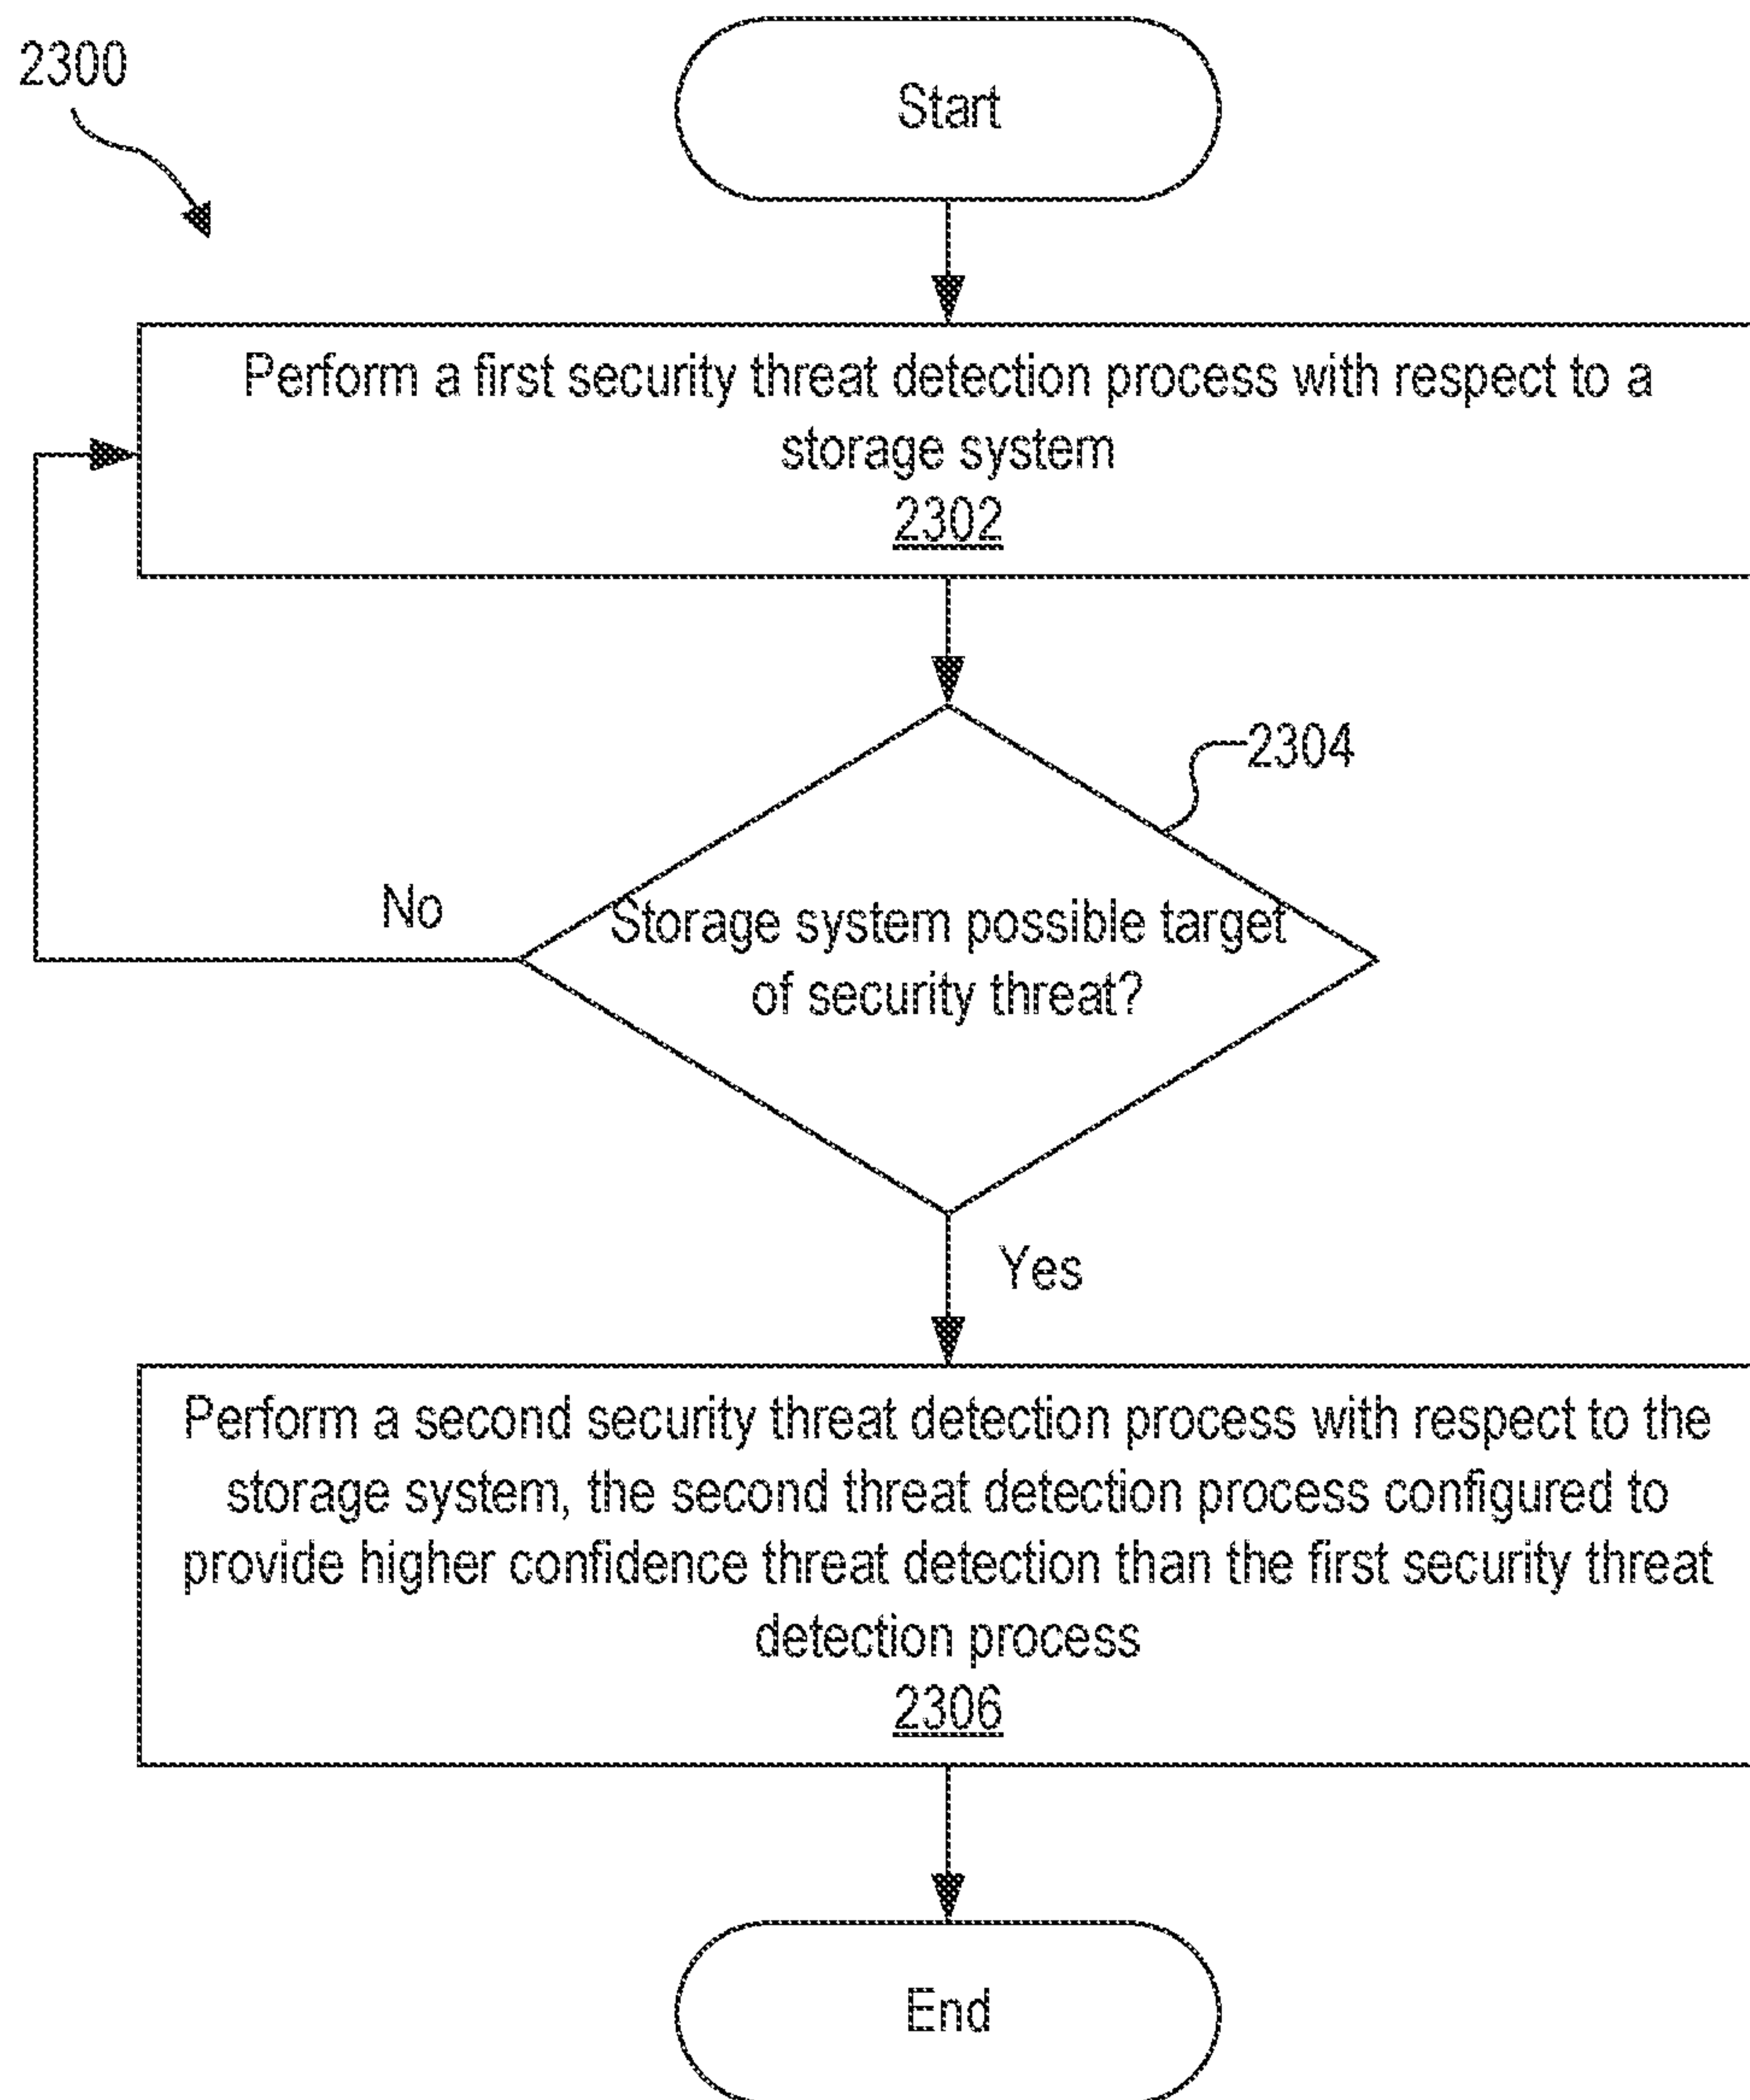 2300
Start
Perform a first security threat detection process with respect to a
storage system
2302
2304
No
Storage system possible target
of security threat?
Yes
Perform a second security threat detection process with respect to the
storage system, the second threat detection process configured to
provide higher confidence threat detection than the first security threat
detection process
2306
End